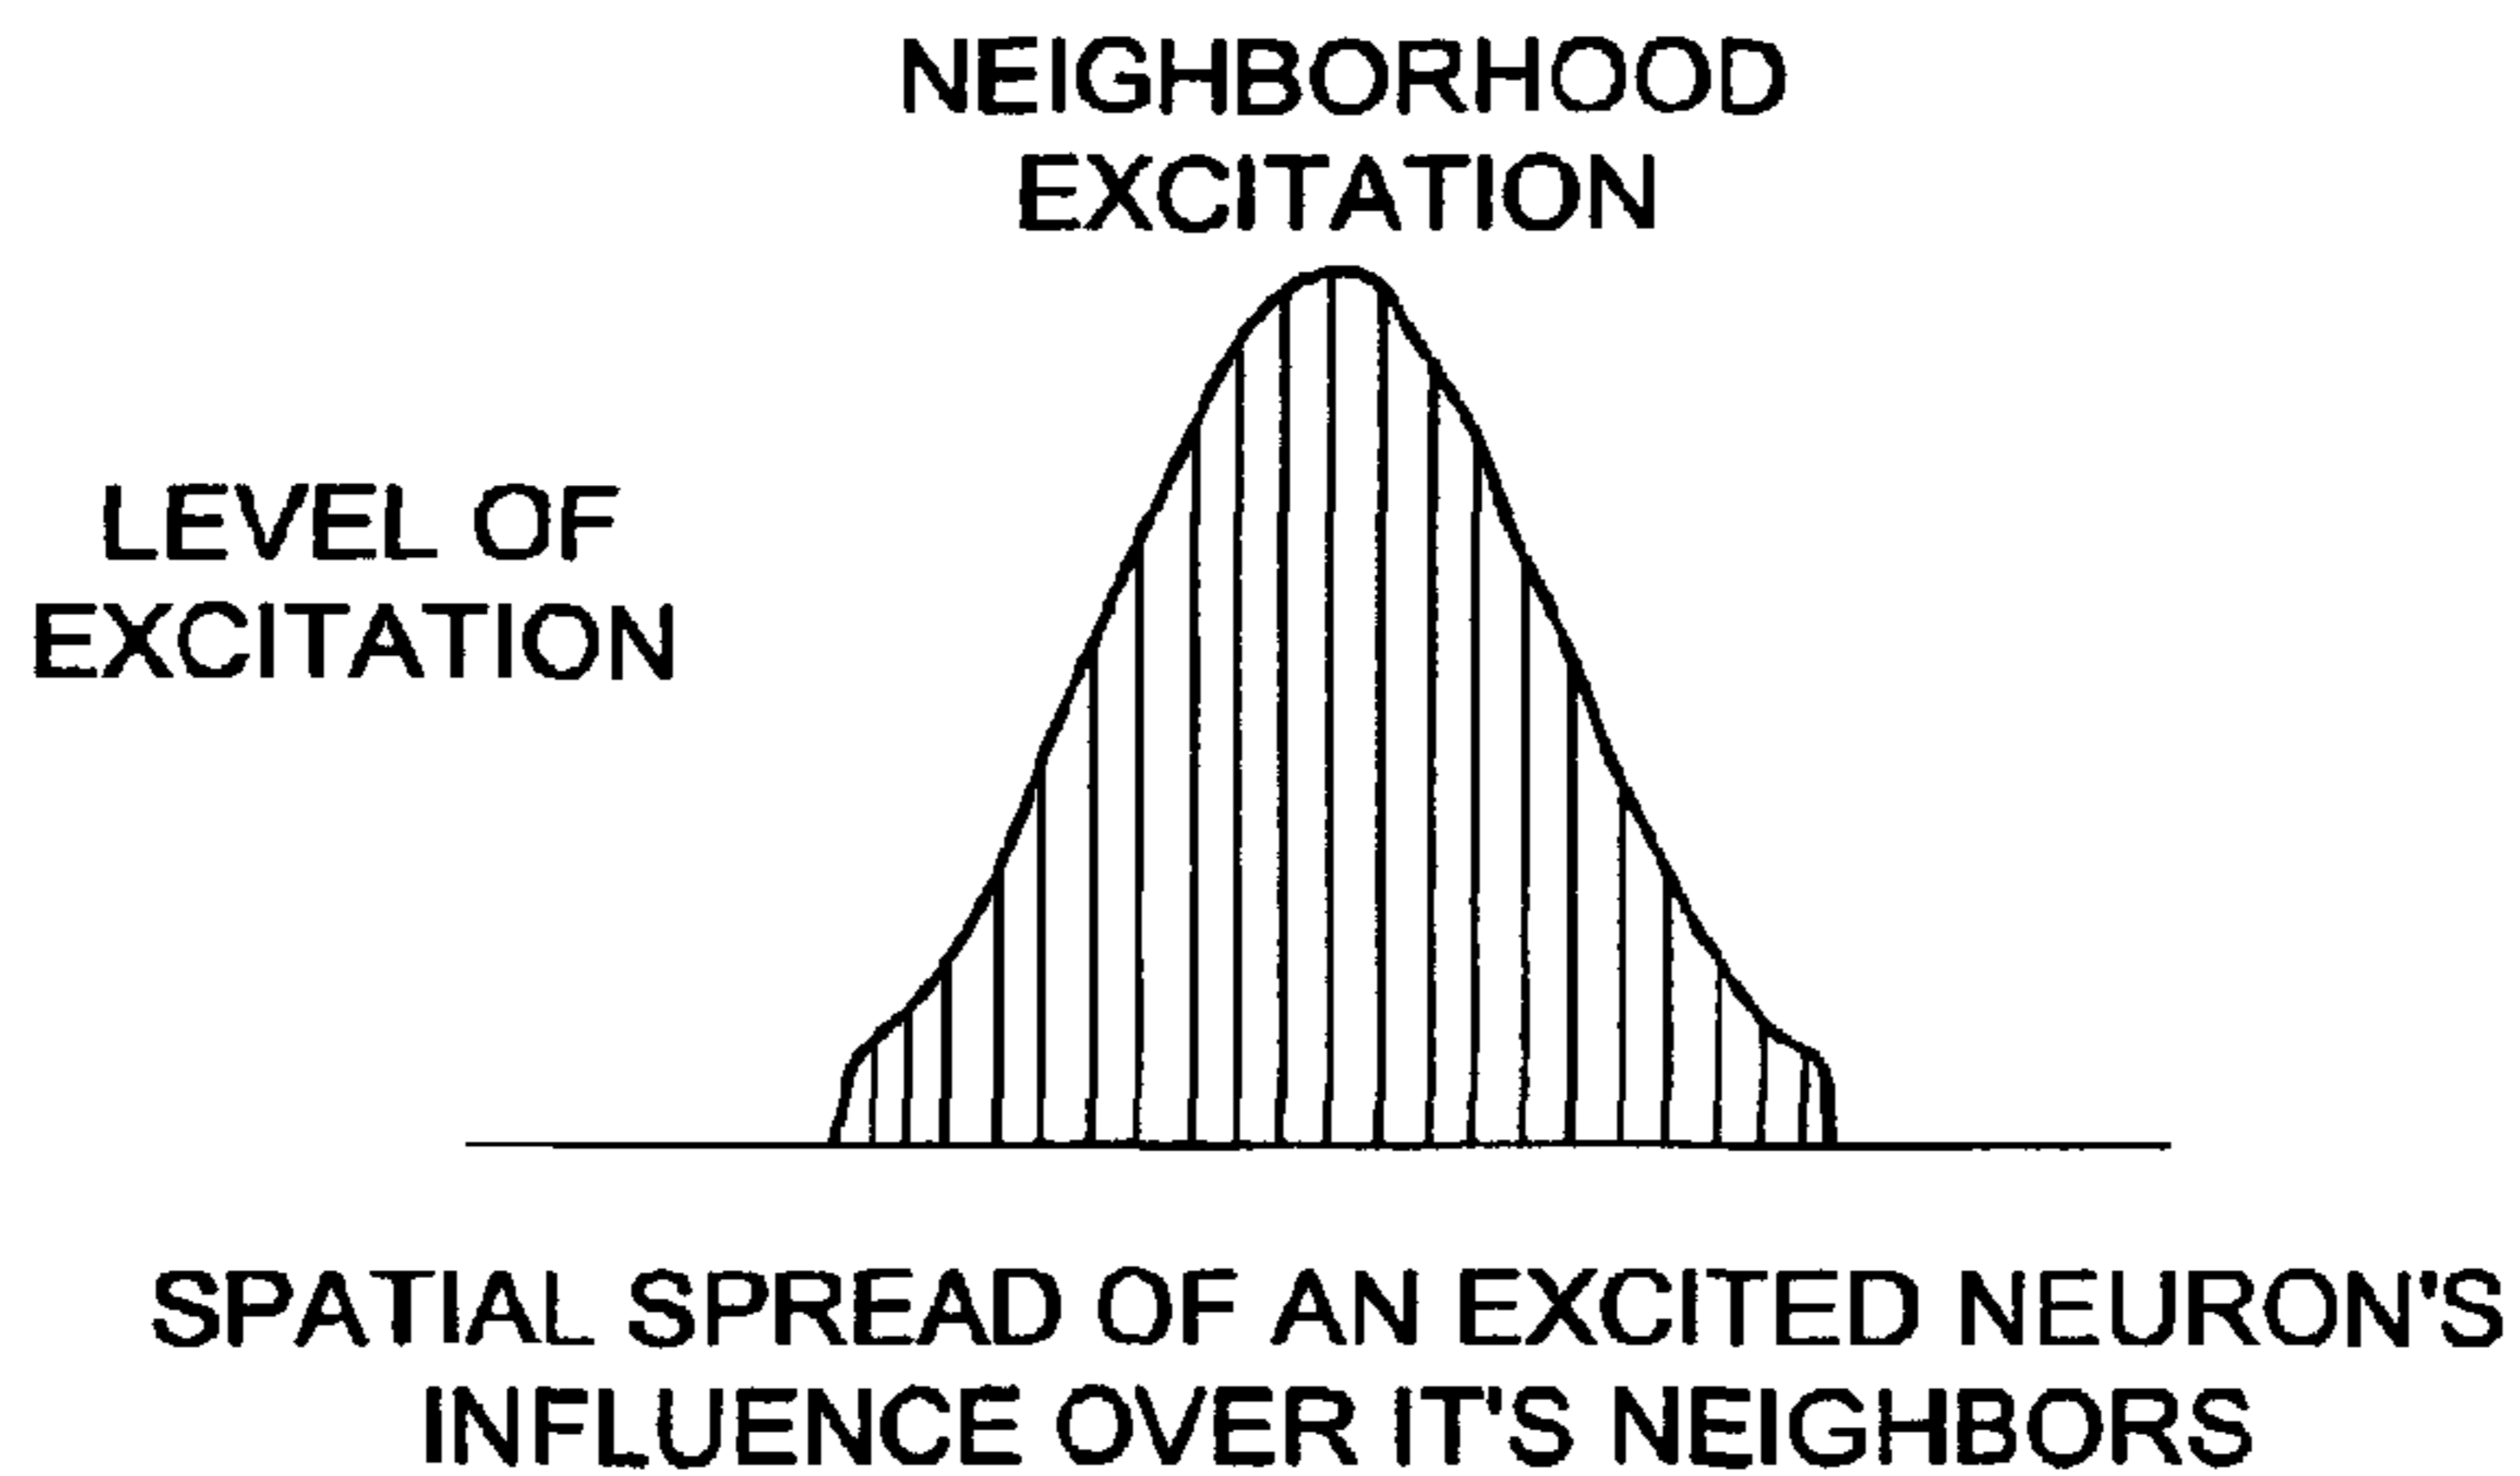 NEIGHBORHOOD
EXCITATION
LEVEL OF
EXCITATION
SPATIAL SPREAD OF AN EXCITED NEURON'S
INFLUENCE OVER IT'S NEIGHBORS